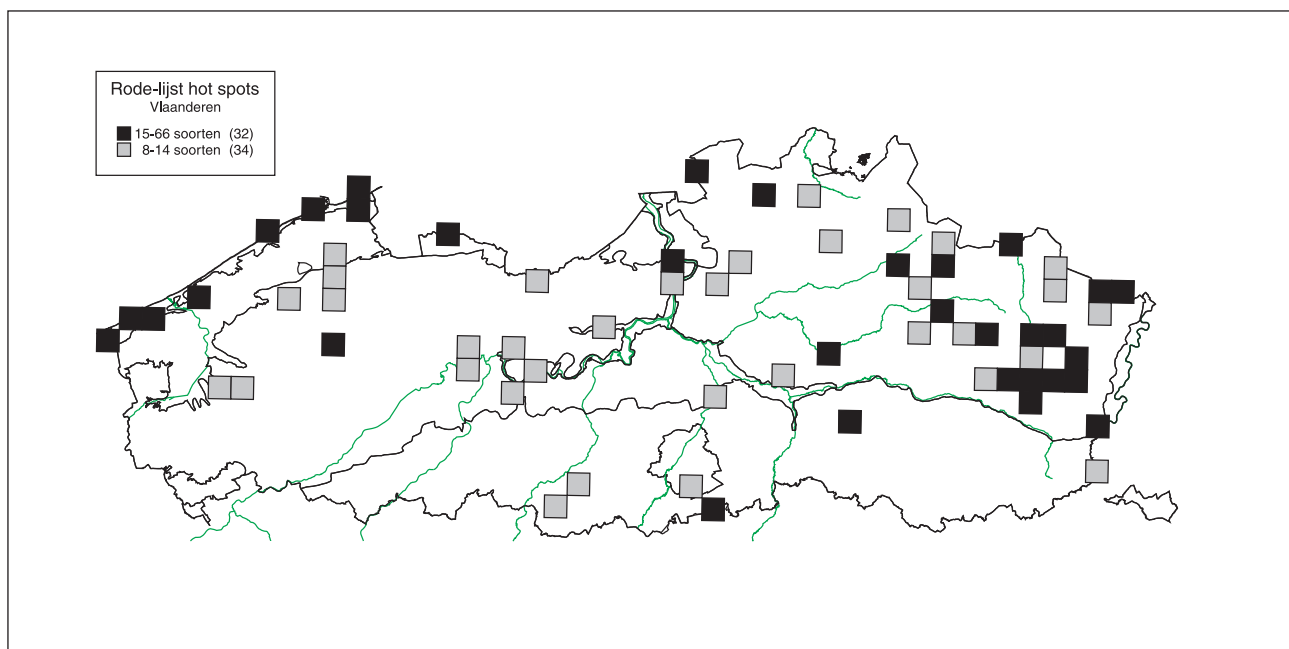 Rode-lijst hot spots
Vlaanderen
15-66 soorten (32)
8-14 soorten (34)